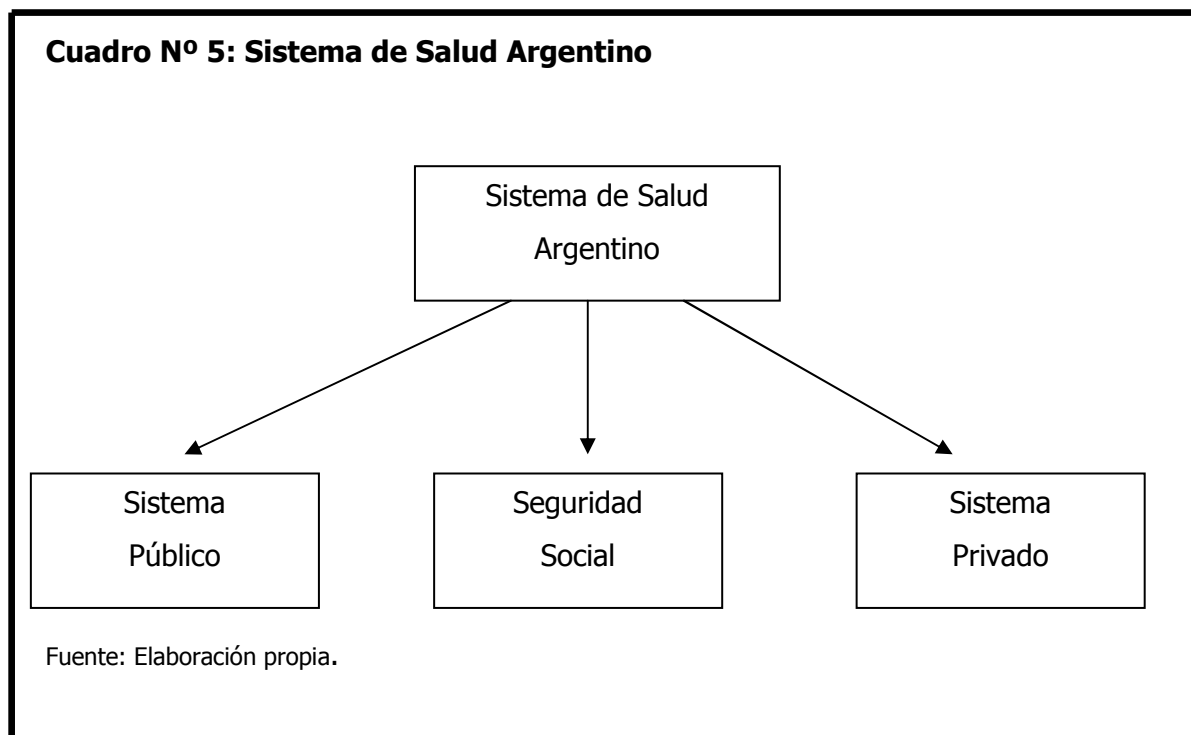 Cuadro Nº 5: Sistema de Salud Argentino
Sistema de Salud
Argentino
Sistema
Público
Seguridad
Social
Sistema
Privado
Fuente: Elaboración propia.